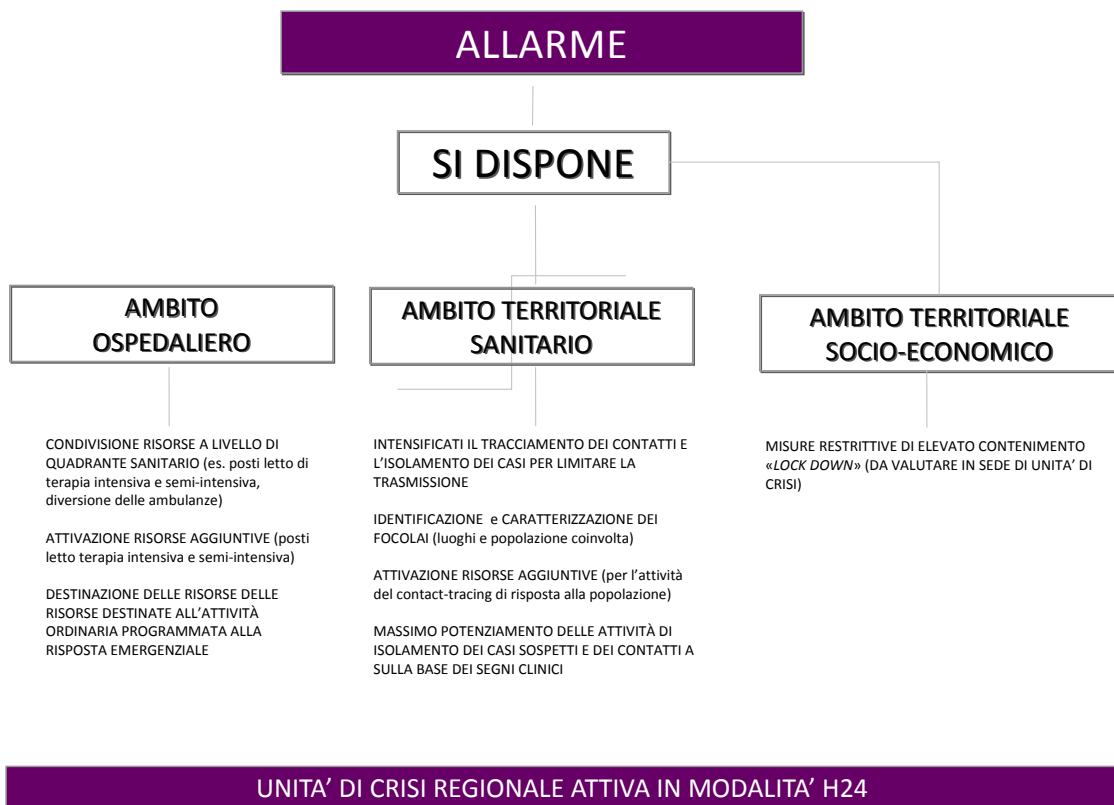 ALLARME
SI DISPONE
AMBITO
OSPEDALIERO
CONDIVISIONE RISORSE A LIVELLO DI
QUADRANTE SANITARIO (es. posti letto di
terapia intensiva e semi-intensiva,
diversione delle ambulanze)
ATTIVAZIONE RISORSE AGGIUNTIVE (posti
letto terapia intensiva e semi-intensiva)
DESTINAZIONE DELLE RISORSE DELLE
RISORSE DESTINATE ALL’ATTIVITÀ
ORDINARIA PROGRAMMATA ALLA
RISPOSTA EMERGENZIALE
AMBITO TERRITORIALE
SANITARIO
INTENSIFICATI IL TRACCIAMENTO DEI CONTATTI E
L’ISOLAMENTO DEI CASI PER LIMITARE LA
TRASMISSIONE
IDENTIFICAZIONE e CARATTERIZZAZIONE DEI
FOCOLAI (luoghi e popolazione coinvolta)
ATTIVAZIONE RISORSE AGGIUNTIVE (per l’attività
del contact-tracing di risposta alla popolazione)
MASSIMO POTENZIAMENTO DELLE ATTIVITÀ DI
ISOLAMENTO DEI CASI SOSPETTI E DEI CONTATTI A
SULLA BASE DEI SEGNI CLINICI
AMBITO TERRITORIALE
SOCIO-ECONOMICO
MISURE RESTRITTIVE DI ELEVATO CONTENIMENTO
«LOCK DOWN» (DA VALUTARE IN SEDE DI UNITA’ DI
CRISI)
UNITA’ DI CRISI REGIONALE ATTIVA IN MODALITA’ H24